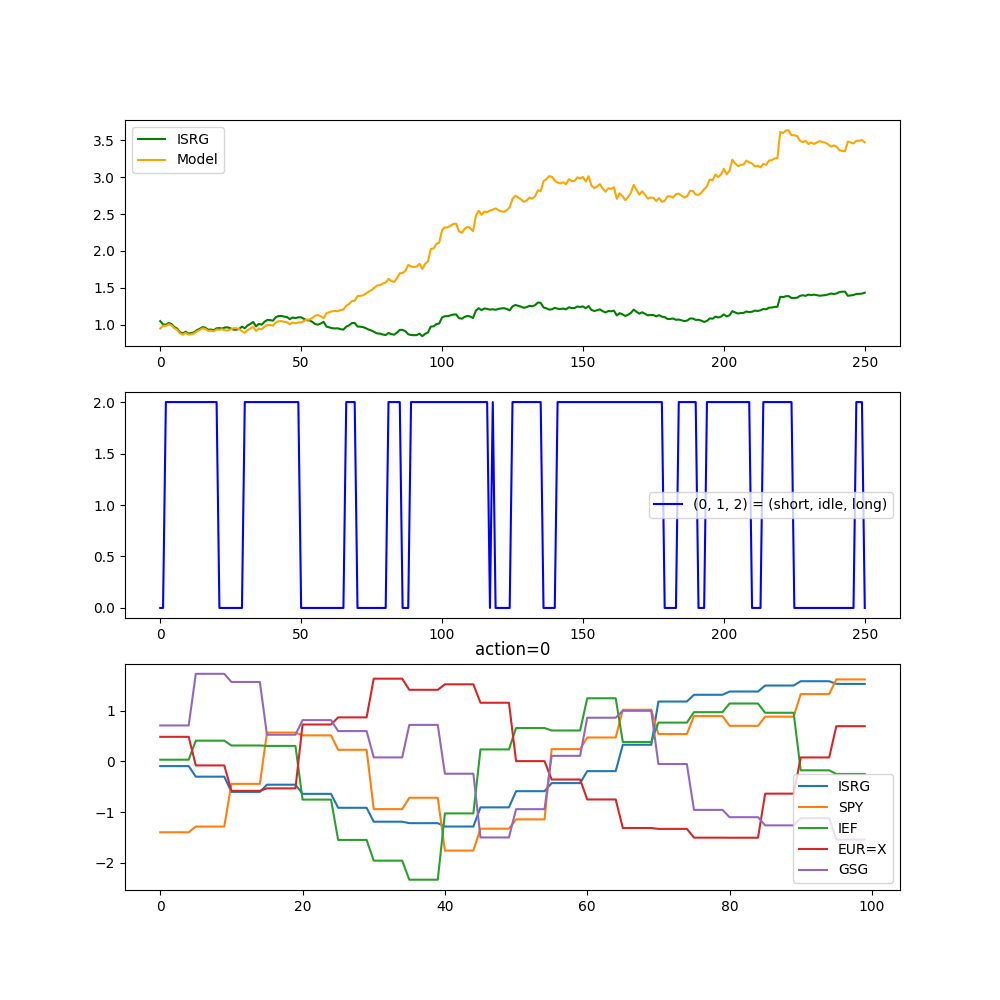 3.5
3.0
2.5
2.0
1.5
1.0
ISRG
Model
0 50 100 150 200 250
2.0
1.5
1.0
0.5
0.0
(0, 1, 2) = (short, idle, long)
0 50 100 150 200 250
action=0
1
0
−1
−2
ISRG
SPY
IEF
EUR=X
GSG
0 20 40 60 80 100